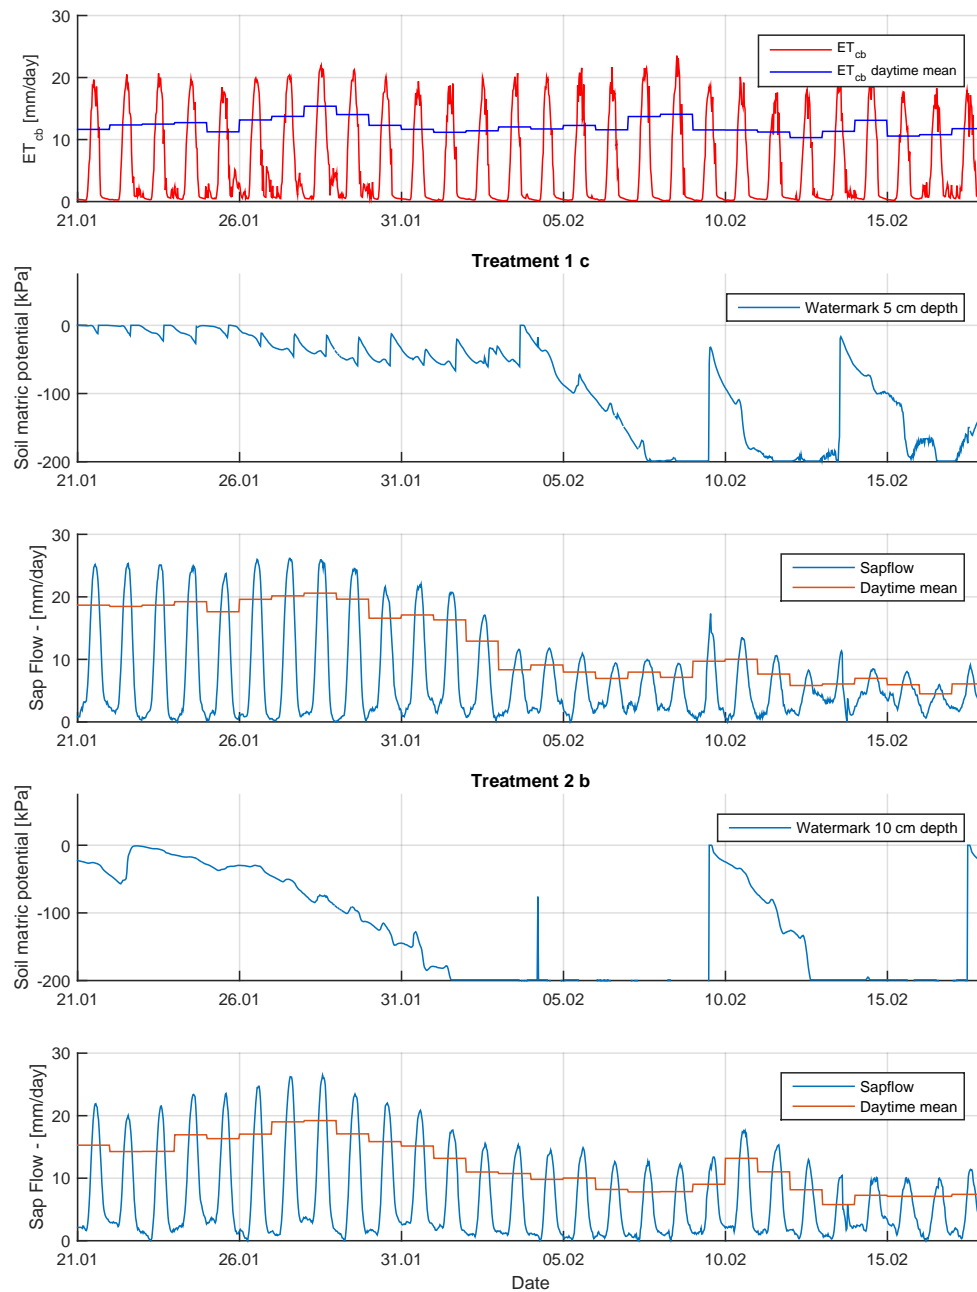 30
20
10
0
ET_cb [mm/day]
ET_cb
ET_cb daytime mean
21.01 26.01 31.01 05.02 10.02 15.02
Treatment 1 c
0
-100
-200
Soil matric potential [kPa]
Watermark 5 cm depth
21.01 26.01 31.01 05.02 10.02 15.02
30
20
10
0
Sap Flow - [mm/day]
Sapflow
Daytime mean
21.01 26.01 31.01 05.02 10.02 15.02
Treatment 2 b
0
-100
-200
Soil matric potential [kPa]
Watermark 10 cm depth
21.01 26.01 31.01 05.02 10.02 15.02
30
20
10
0
Sap Flow - [mm/day]
Sapflow
Daytime mean
21.01 26.01 31.01 05.02 10.02 15.02
Date